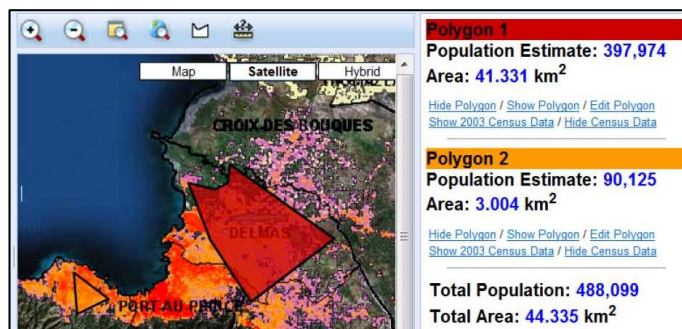 Map
Satellite
Hybrid
CROIX-DES BOUQUES
DELMAS
PORT AU PRINCE
Polygon 1
Population Estimate: 397,974
Area: 41.331 km²
Hide Polygon / Show Polygon / Edit Polygon
Show 2003 Census Data / Hide Census Data
Polygon 2
Population Estimate: 90,125
Area: 3.004 km²
Hide Polygon / Show Polygon / Edit Polygon
Show 2003 Census Data / Hide Census Data
Total Population: 488,099
Total Area: 44.335 km²